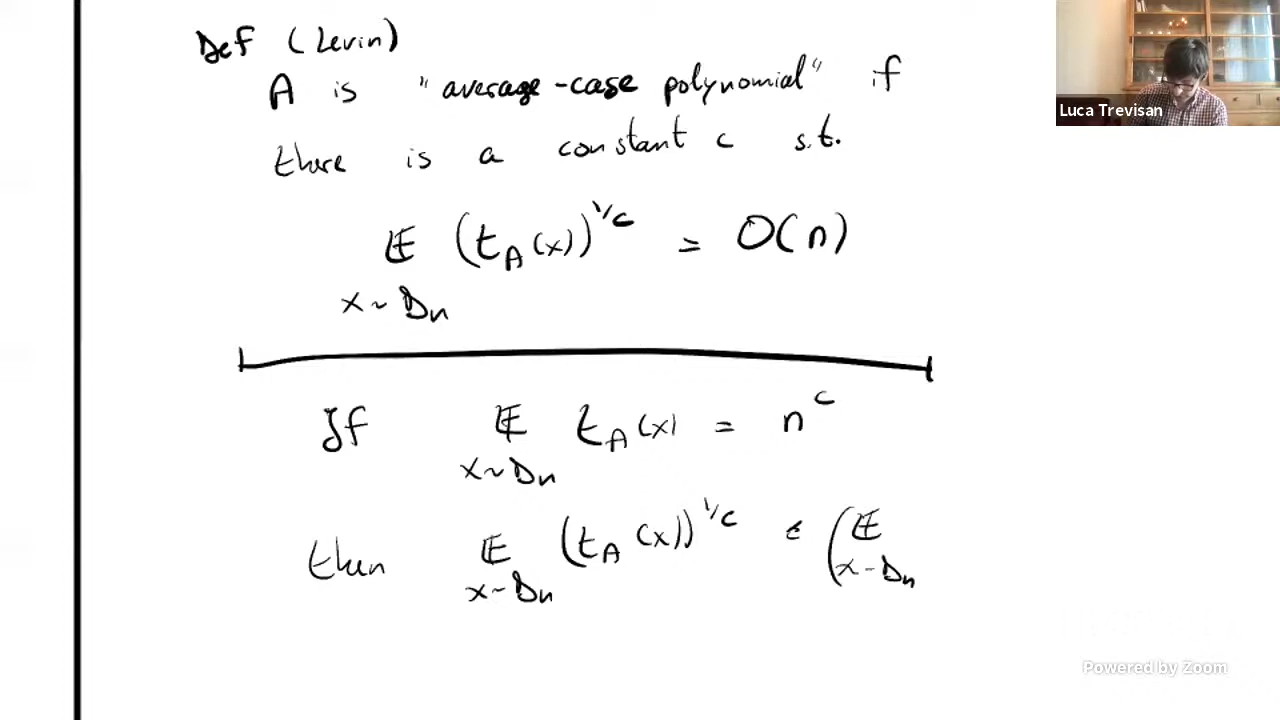 Def (Levin)
A is "average-case polynomial" if
there is a constant c s.t.
𝔼 (t_A(x))^{1/c} = O(n)
x ~ D_n
If 𝔼 t_A(x) = n^c
x ~ D_n
then 𝔼 (t_A(x))^{1/c} ≤ (𝔼
x ~ D_n x ~ D_n
Luca Trevisan
Powered by Zoom